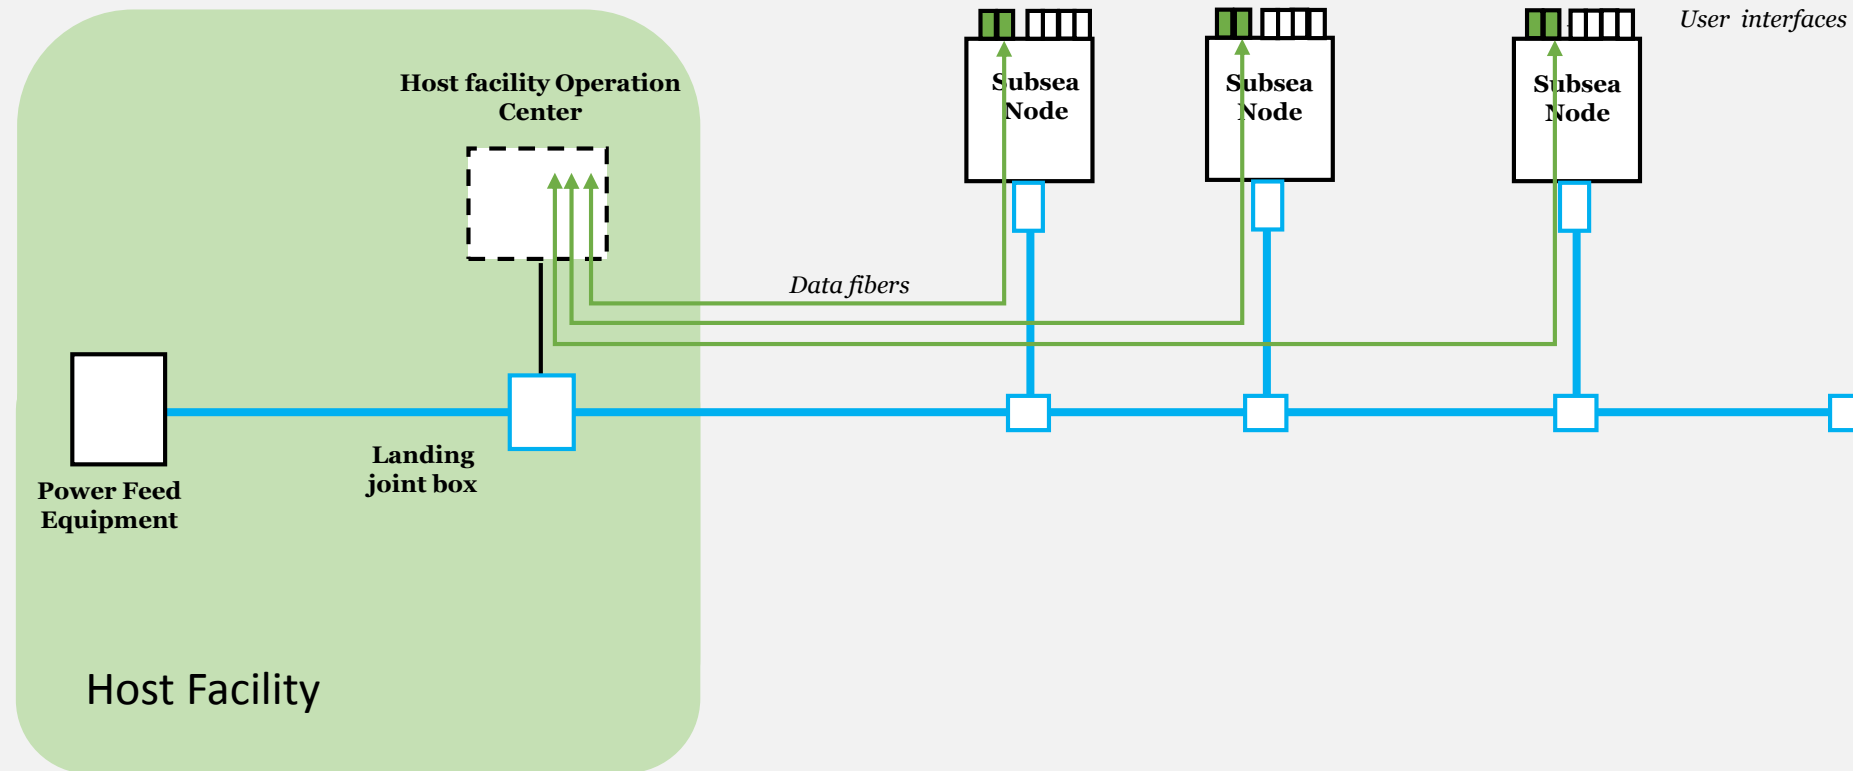 User interfaces
Host facility Operation
Center
Subsea
Node
Subsea
Node
Subsea
Node
Data fibers
Landing
joint box
Power Feed
Equipment
Host Facility